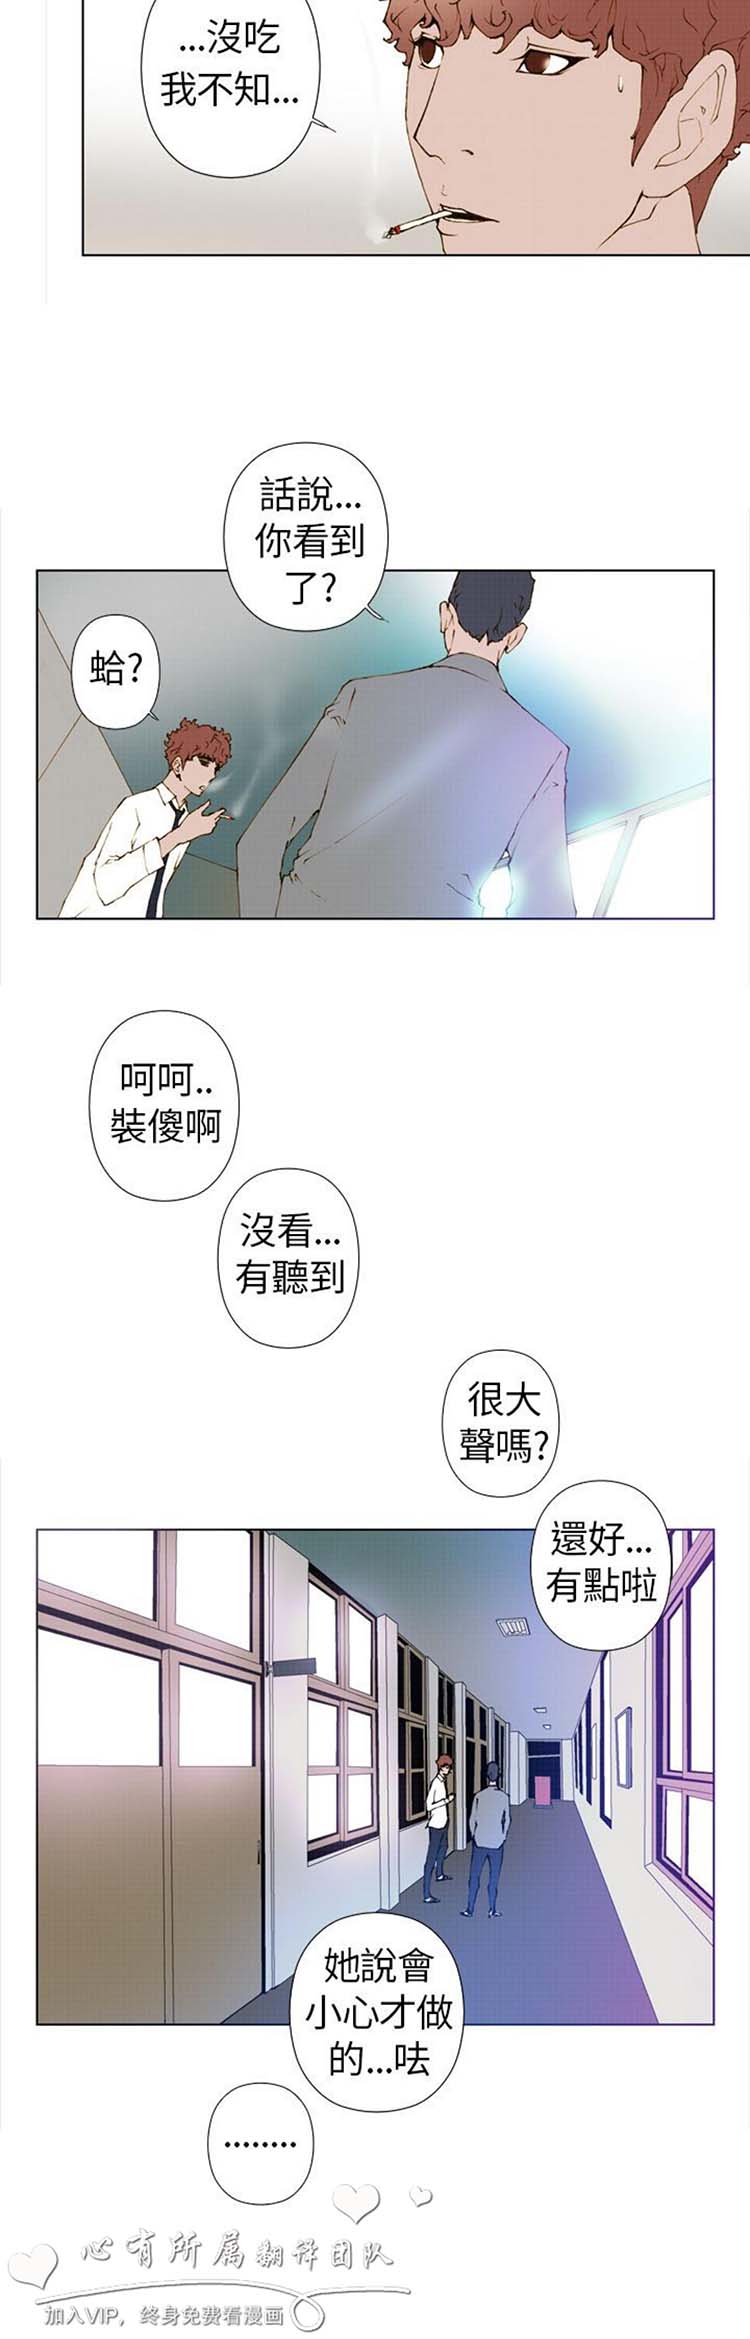 ...沒吃
我不知...
話說...
你看到
了?
蛤?
呵呵..
裝傻啊
沒看...
有聽到
很大
聲嗎?
還好...
有點啦
她說會
小心才做
的...呿
........
心有所属翻译团队
加入VIP，终身免费看漫画